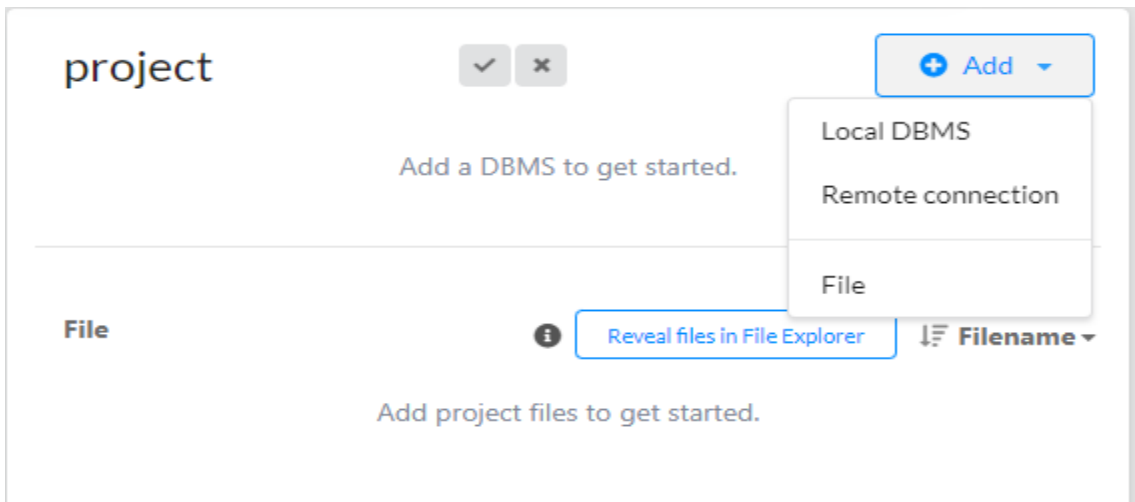 project
Add
Local DBMS
Add a DBMS to get started.
Remote connection
File
File
Reveal files in File Explorer
Filename
Add project files to get started.